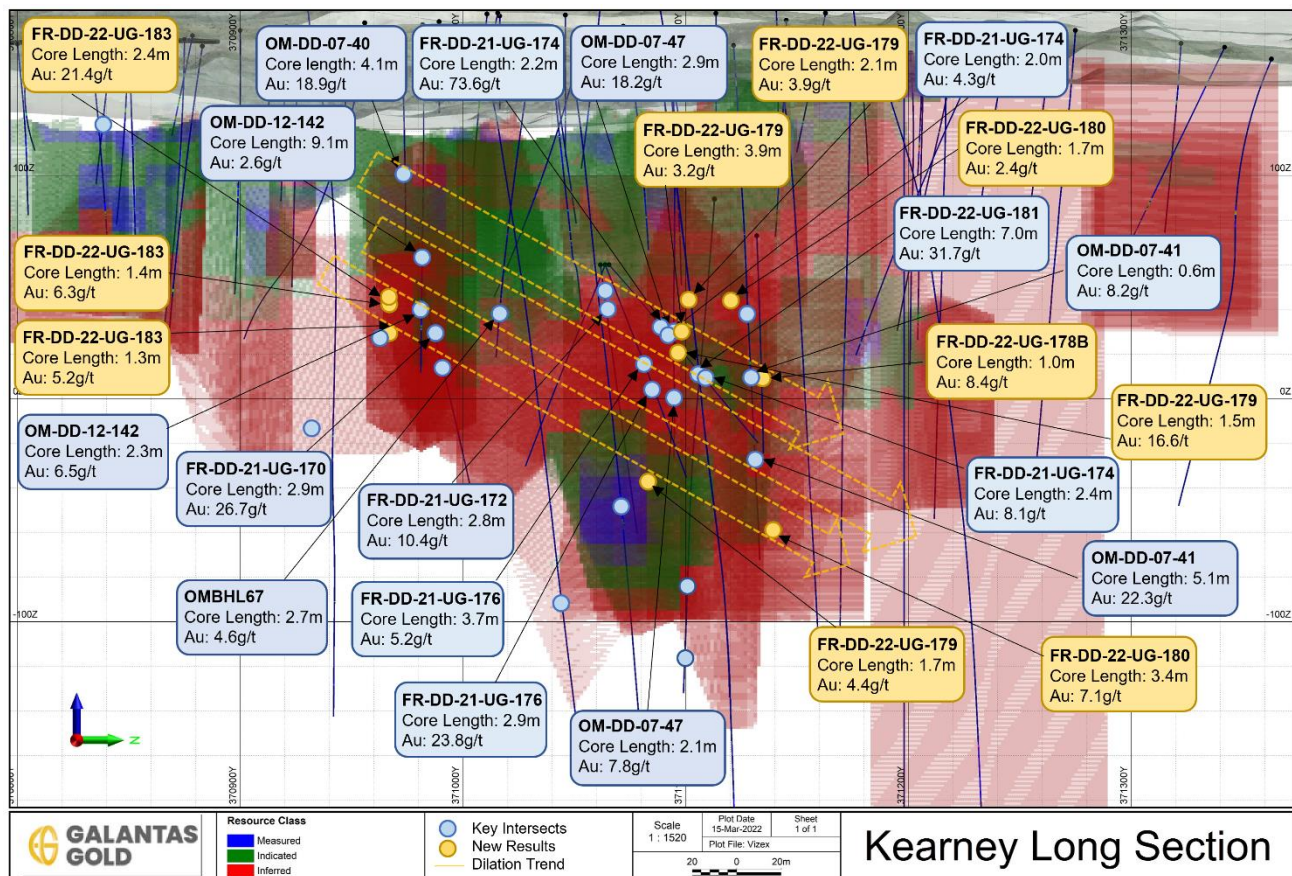 370900Y
371000Y
371300Y
FR-DD-22-UG-183
Core Length: 2.4m
Au: 21.4g/t
OM-DD-07-40
Core length: 4.1m
Au: 18.9g/t
FR-DD-21-UG-174
Core Length: 2.2m
Au: 73.6g/t
OM-DD-07-47
Core Length: 2.9m
Au: 18.2g/t
FR-DD-22-UG-179
Core Length: 2.1m
Au: 3.9g/t
FR-DD-21-UG-174
Core Length: 2.0m
Au: 4.3g/t
OM-DD-12-142
Core Length: 9.1m
Au: 2.6g/t
FR-DD-22-UG-179
Core Length: 3.9m
Au: 3.2g/t
FR-DD-22-UG-180
Core Length: 1.7m
Au: 2.4g/t
100Z
100Z
FR-DD-22-UG-181
Core Length: 7.0m
Au: 31.7g/t
FR-DD-22-UG-183
Core Length: 1.4m
Au: 6.3g/t
OM-DD-07-41
Core Length: 0.6m
Au: 8.2g/t
FR-DD-22-UG-183
Core Length: 1.3m
Au: 5.2g/t
FR-DD-22-UG-178B
Core Length: 1.0m
Au: 8.4g/t
0Z
0Z
FR-DD-22-UG-179
Core Length: 1.5m
Au: 16.6g/t
OM-DD-12-142
Core Length: 2.3m
Au: 6.5g/t
FR-DD-21-UG-170
Core Length: 2.9m
Au: 26.7g/t
FR-DD-21-UG-172
Core Length: 2.8m
Au: 10.4g/t
FR-DD-21-UG-174
Core Length: 2.4m
Au: 8.1g/t
OM-DD-07-41
Core Length: 5.1m
Au: 22.3g/t
OMBHL67
Core Length: 2.7m
Au: 4.6g/t
FR-DD-21-UG-176
Core Length: 3.7m
Au: 5.2g/t
-100Z
-100Z
FR-DD-22-UG-179
Core Length: 1.7m
Au: 4.4g/t
FR-DD-22-UG-180
Core Length: 3.4m
Au: 7.1g/t
FR-DD-21-UG-176
Core Length: 2.9m
Au: 23.8g/t
OM-DD-07-47
Core Length: 2.1m
Au: 7.8g/t
N
370900Y
371000Y
371200Y
371300Y
GALANTAS
GOLD
Resource Class
Measured
Indicated
Inferred
Key Intersects
New Results
Dilation Trend
Scale
1 : 1520
Plot Date
15-Mar-2022
Sheet
1 of 1
Plot File: Vizex
20 0 20m
Kearney Long Section